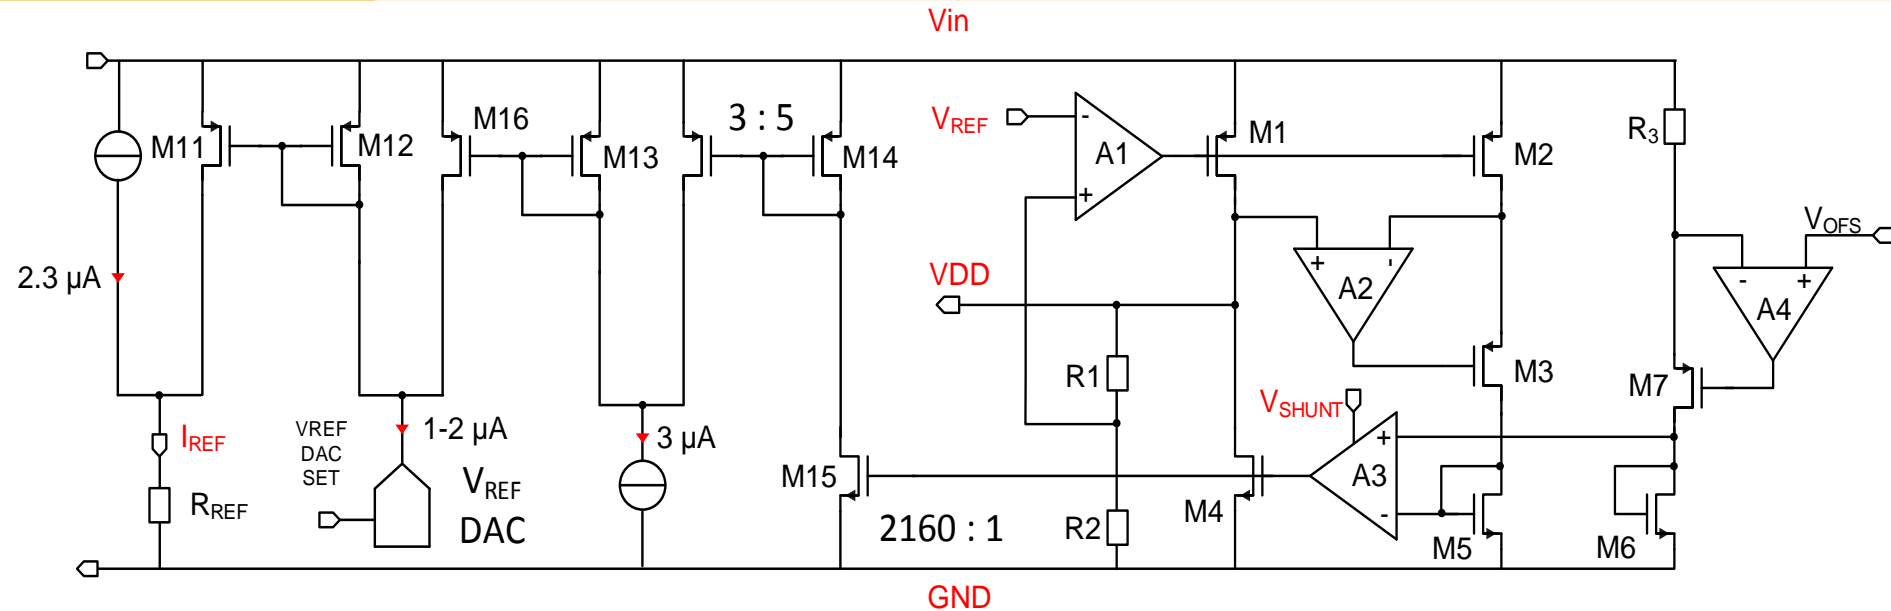 Vin
M11
M12
M16
M13
3 : 5
M14
VREF
-
A1
+
M1
M2
R3
VOFS
+
-
A2
-
+
A4
2.3 µA
VDD
R1
M3
M7
IREF
VREF
DAC
SET
1-2 µA
3 µA
VSHUNT
+
A3
-
RREF
VREF
DAC
M15
2160 : 1
M4
R2
M5
M6
GND